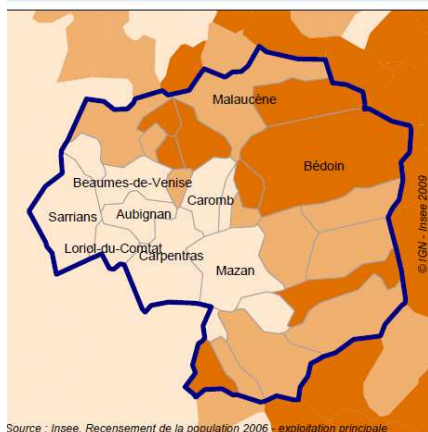 Malaucène
Bédoin
Beaumes-de-Venise
Caromb
Sarrians
Aubignan
Loriol-du-Comtat
Carpentras
Mazan
© IGN - Insee 2009
Source : Insee, Recensement de la population 2006 - exploitation principale